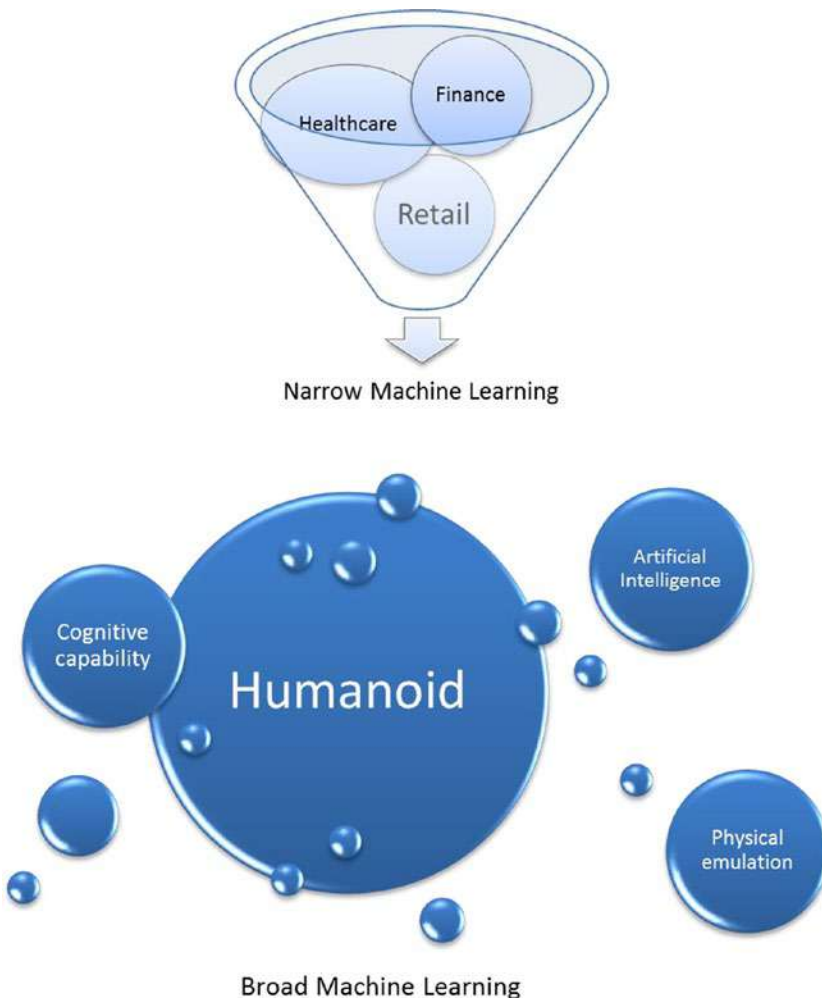 Finance
Healthcare
Retail
Narrow Machine Learning
Artificial
Intelligence
Cognitive
capability
Humanoid
Physical
emulation
Broad Machine Learning